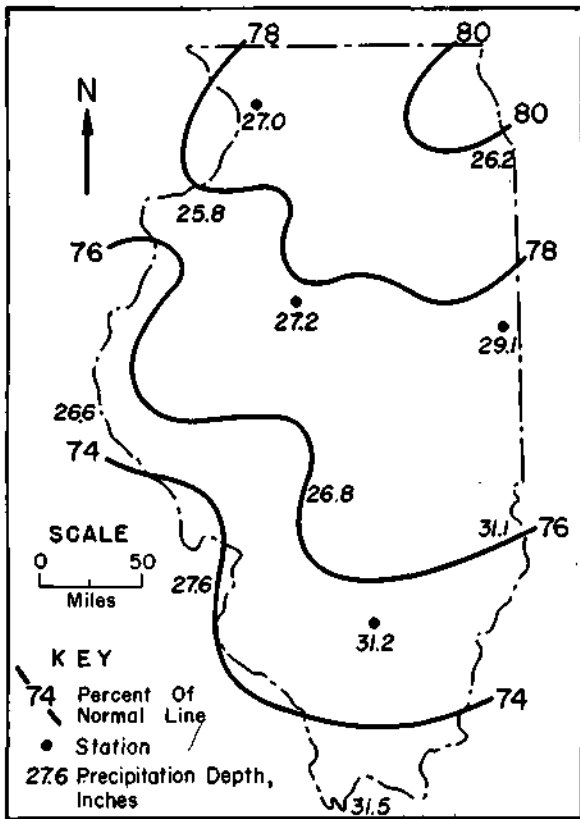 78 80
N
27.0
80
26.2
25.8
76
78
27.2
29.1
26.6
74
26.8
SCALE
0 50
Miles
31.1 76
27.6
31.2
KEY
74 Percent Of
Normal Line
74
Station
27.6 Precipitation Depth,
Inches
31.5